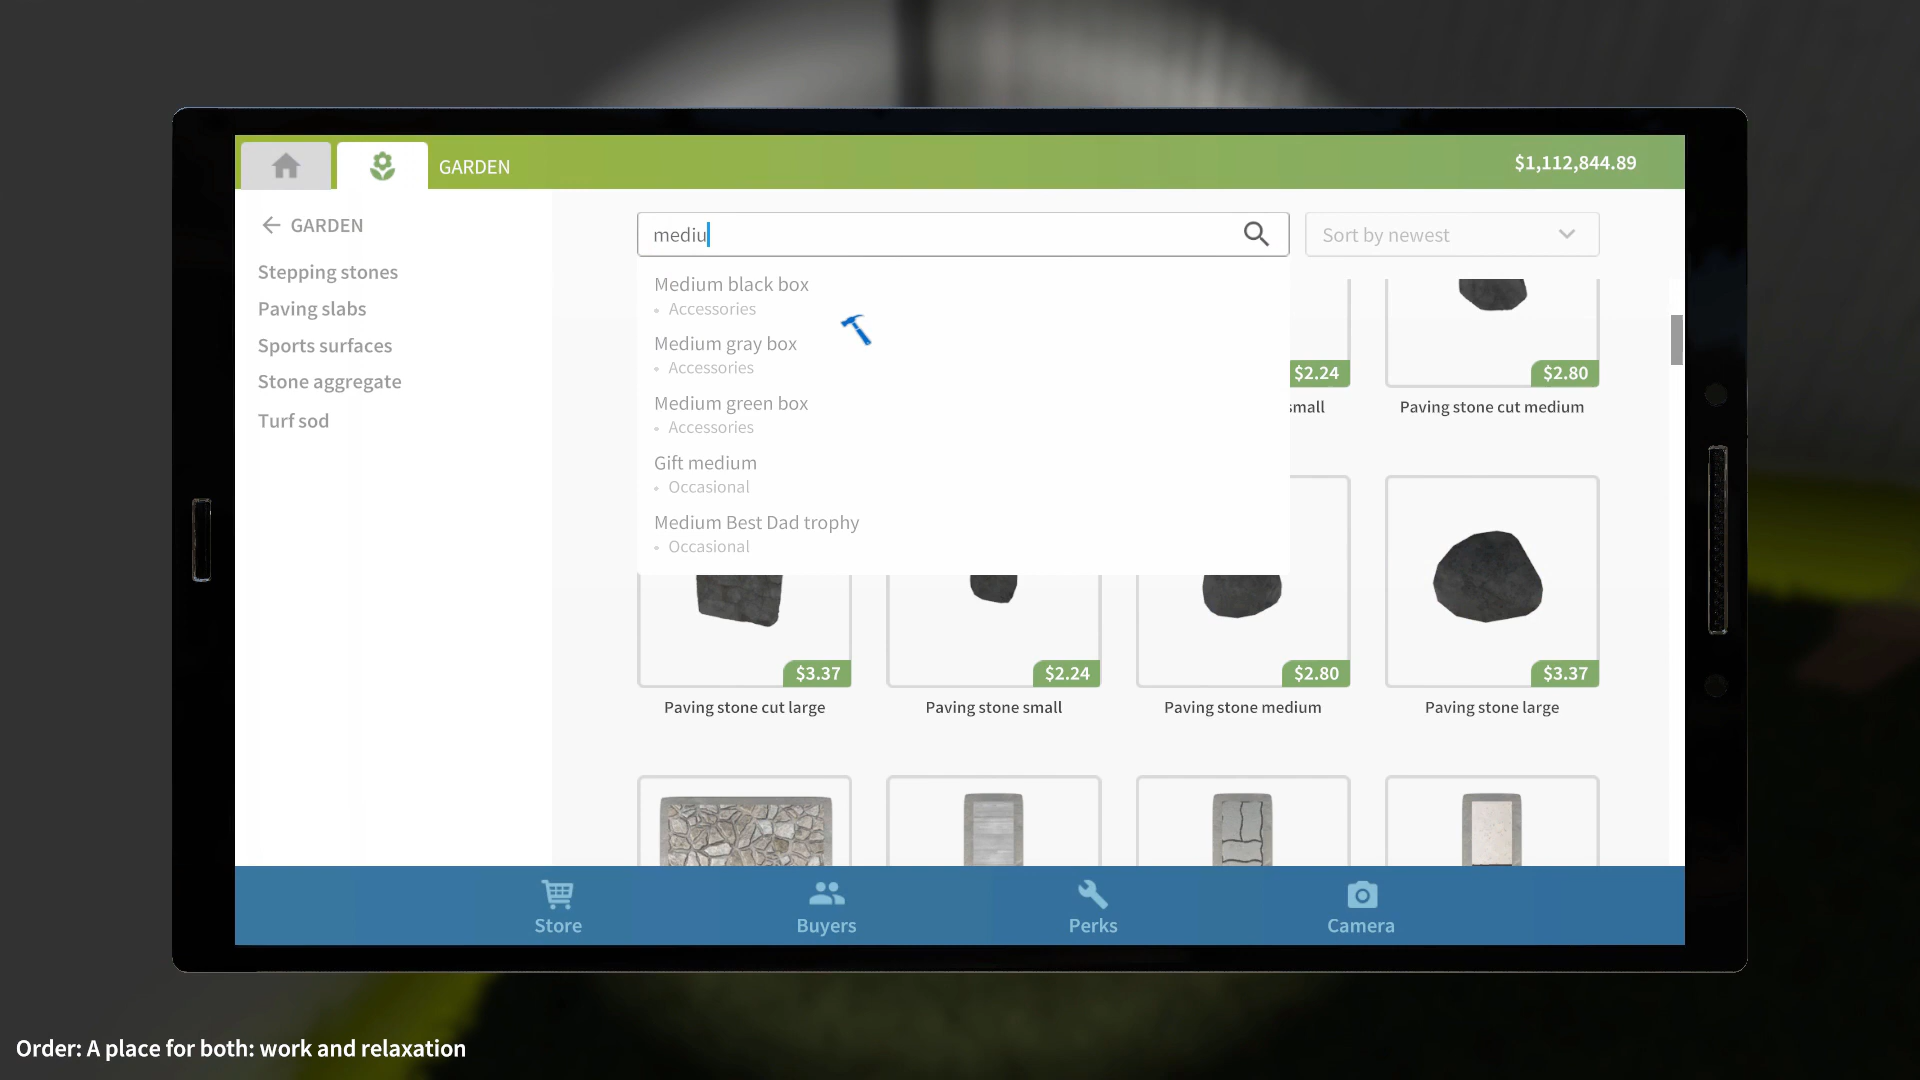 GARDEN
$1,112,844.89
GARDEN
Stepping stones
Paving slabs
Sports surfaces
Stone aggregate
Turf sod
mediu
Sort by newest
Medium black box
• Accessories
Medium gray box
• Accessories
Medium green box
• Accessories
Gift medium
• Occasional
Medium Best Dad trophy
• Occasional
$2.24
$2.80
small
Paving stone cut medium
$3.37
$2.24
$2.80
$3.37
Paving stone cut large
Paving stone small
Paving stone medium
Paving stone large
Store
Buyers
Perks
Camera
Order: A place for both: work and relaxation